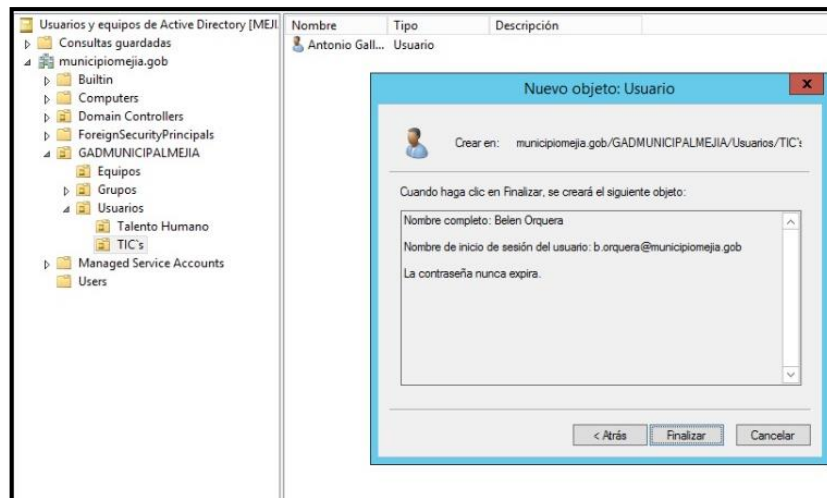 Usuarios y equipos de Active Directory [MEJI
Consultas guardadas
municipiomejia.gob
Builtin
Computers
Domain Controllers
ForeignSecurityPrincipals
GADMUNICIPALMEJIA
Equipos
Grupos
Usuarios
Talento Humano
TIC`s
Managed Service Accounts
Users
Nombre Tipo Descripción
Antonio Gall... Usuario
Nuevo objeto: Usuario
x
Crear en: municipiomejia.gob/GADMUNICIPALMEJIA/Usuarios/TIC`s
Cuando haga clic en Finalizar, se creará el siguiente objeto:
Nombre completo: Belen Orquera
Nombre de inicio de sesión del usuario: b.orquera@municipiomejia.gob
La contraseña nunca expira.
< Atrás Finalizar Cancelar